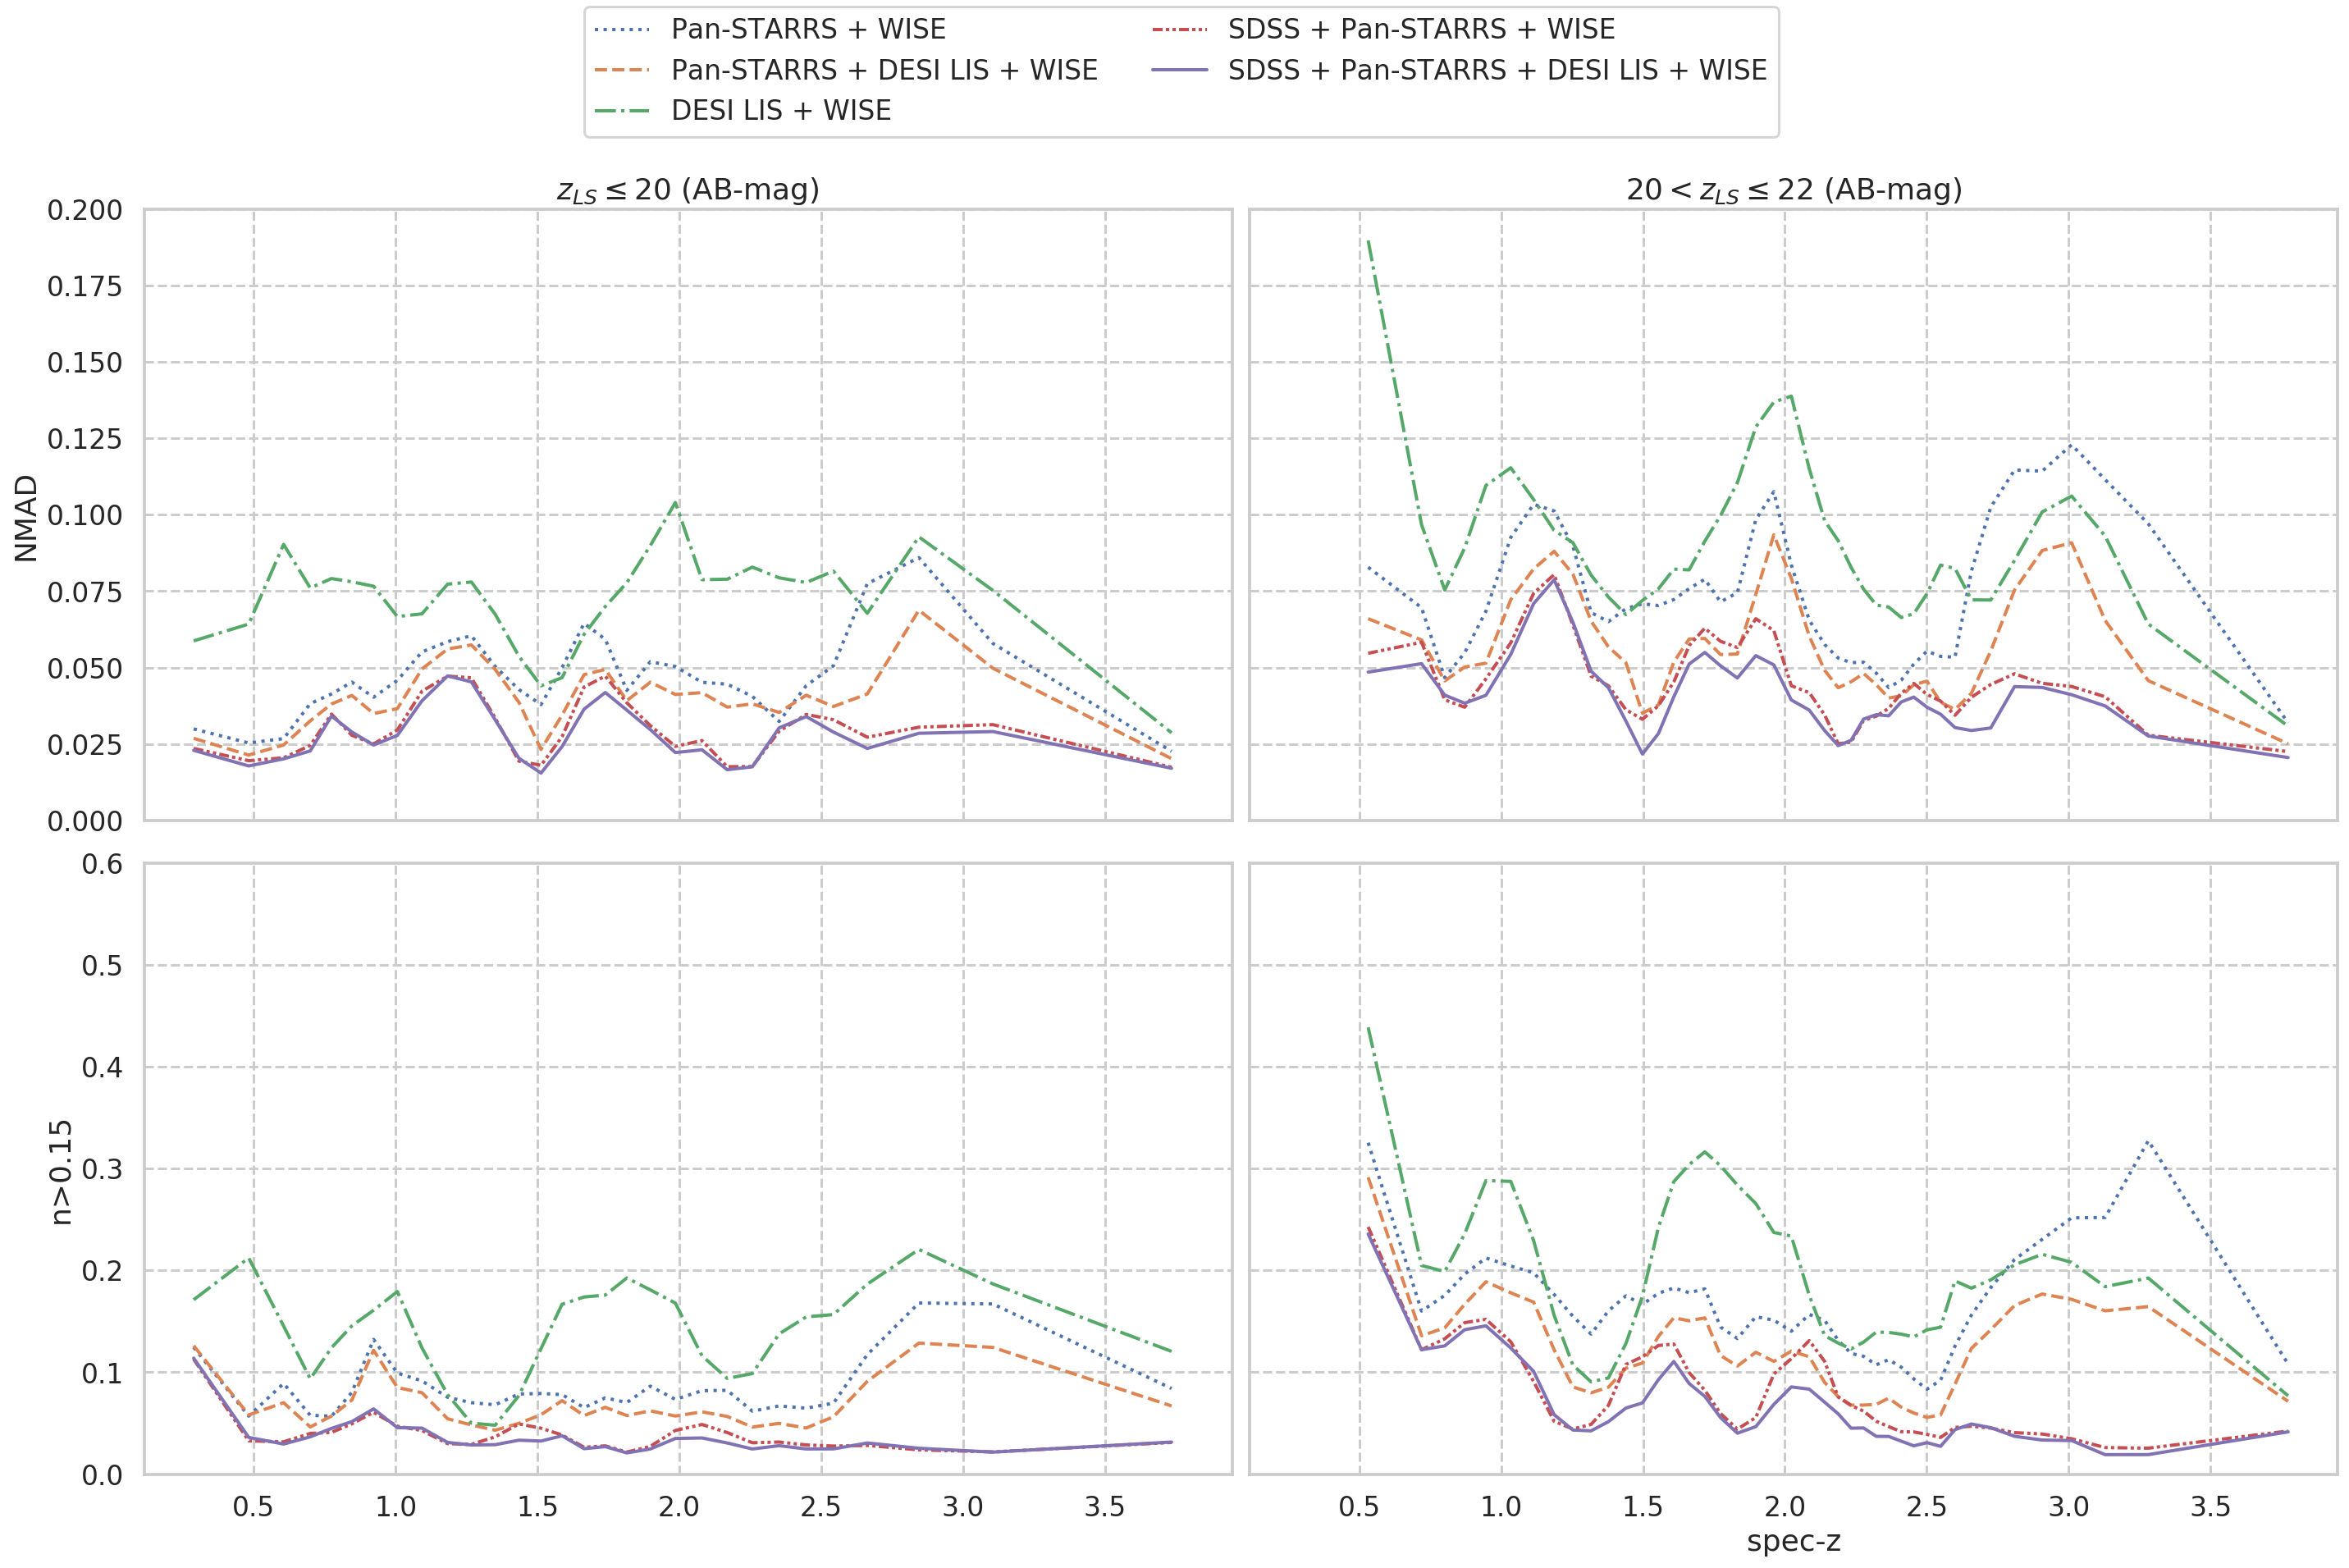 Pan-STARRS + WISE
Pan-STARRS + DESI LIS + WISE
DESI LIS + WISE
SDSS + Pan-STARRS + WISE
SDSS + Pan-STARRS + DESI LIS + WISE
z_{LS} ≤ 20 (AB-mag)
20 < z_{LS} ≤ 22 (AB-mag)
NMAD
0.200
0.175
0.150
0.125
0.100
0.075
0.050
0.025
0.000
n>0.15
0.6
0.5
0.4
0.3
0.2
0.1
0.0
0.5 1.0 1.5 2.0 2.5 3.0 3.5
0.5 1.0 1.5 2.0 2.5 3.0 3.5
spec-z